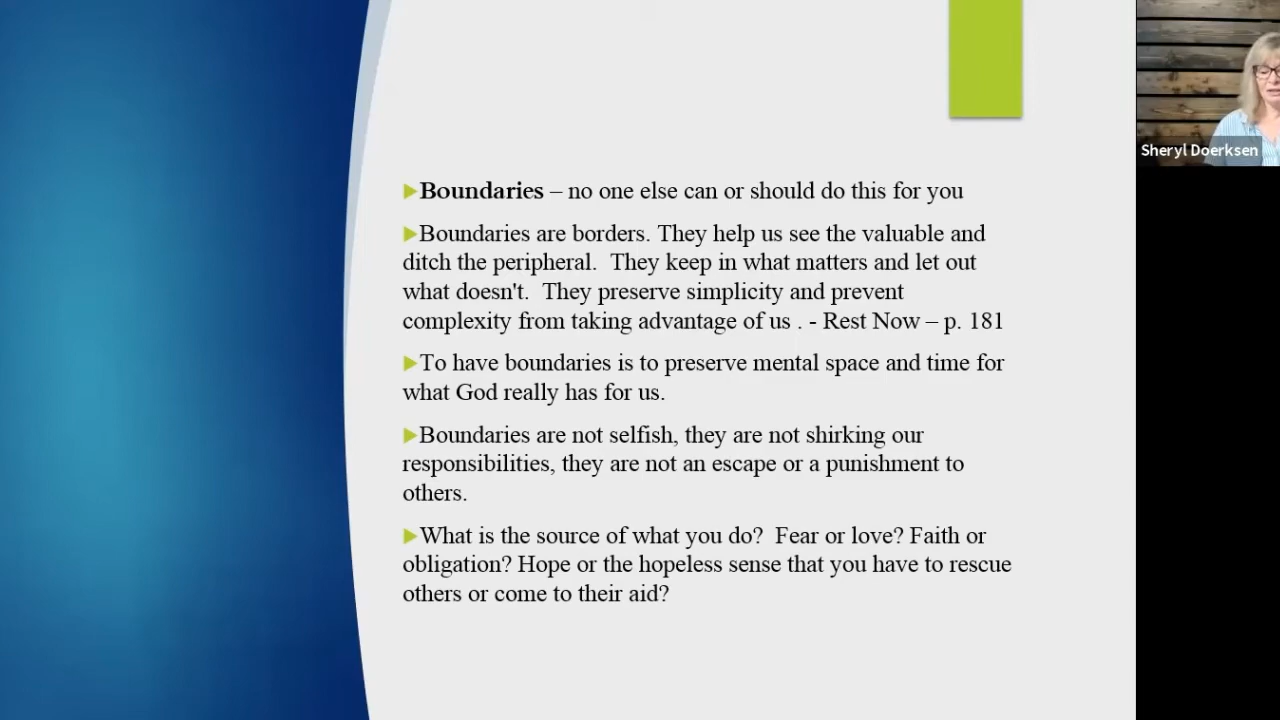 Boundaries – no one else can or should do this for you
Boundaries are borders. They help us see the valuable and
ditch the peripheral.  They keep in what matters and let out
what doesn't.  They preserve simplicity and prevent
complexity from taking advantage of us . - Rest Now – p. 181
To have boundaries is to preserve mental space and time for
what God really has for us.
Boundaries are not selfish, they are not shirking our
responsibilities, they are not an escape or a punishment to
others.
What is the source of what you do?  Fear or love? Faith or
obligation? Hope or the hopeless sense that you have to rescue
others or come to their aid?
Sheryl Doerksen